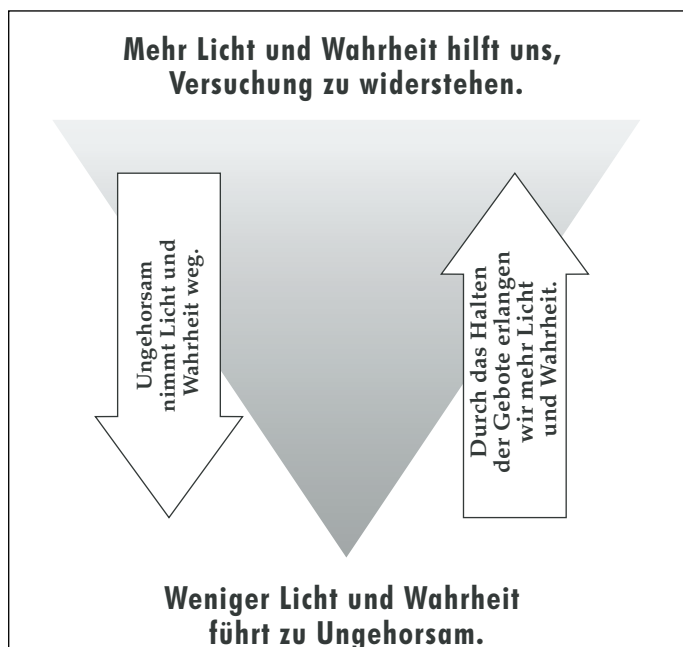 Mehr Licht und Wahrheit hilft uns,
Versuchung zu widerstehen.
Ungehorsam
nimmt Licht und
Wahrheit weg.
Durch das Halten
der Gebote erlangen
wir mehr Licht
und Wahrheit.
Weniger Licht und Wahrheit
führt zu Ungehorsam.